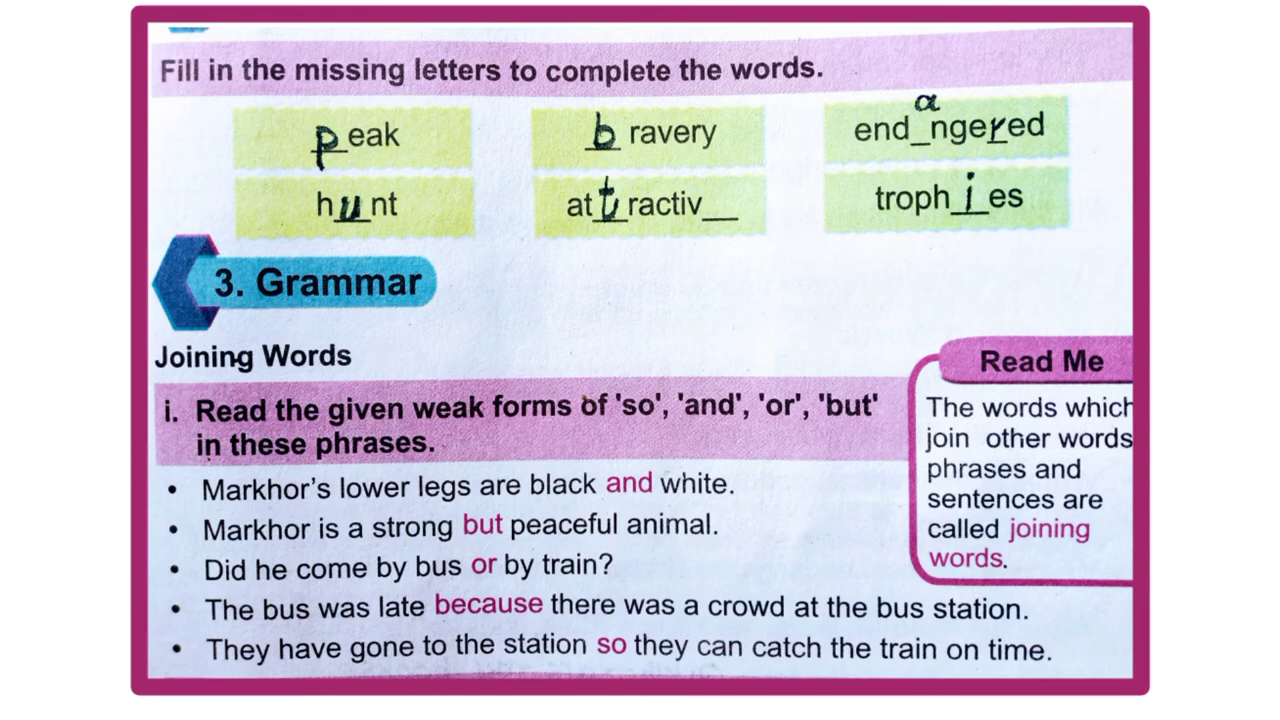 Fill in the missing letters to complete the words.
peak b ravery endangered
hunt attractiv__ trophies
3. Grammar
Joining Words
i. Read the given weak forms of 'so', 'and', 'or', 'but'
in these phrases.
• Markhor's lower legs are black and white.
• Markhor is a strong but peaceful animal.
• Did he come by bus or by train?
• The bus was late because there was a crowd at the bus station.
• They have gone to the station so they can catch the train on time.
Read Me
The words which
join other words
phrases and
sentences are
called joining
words.